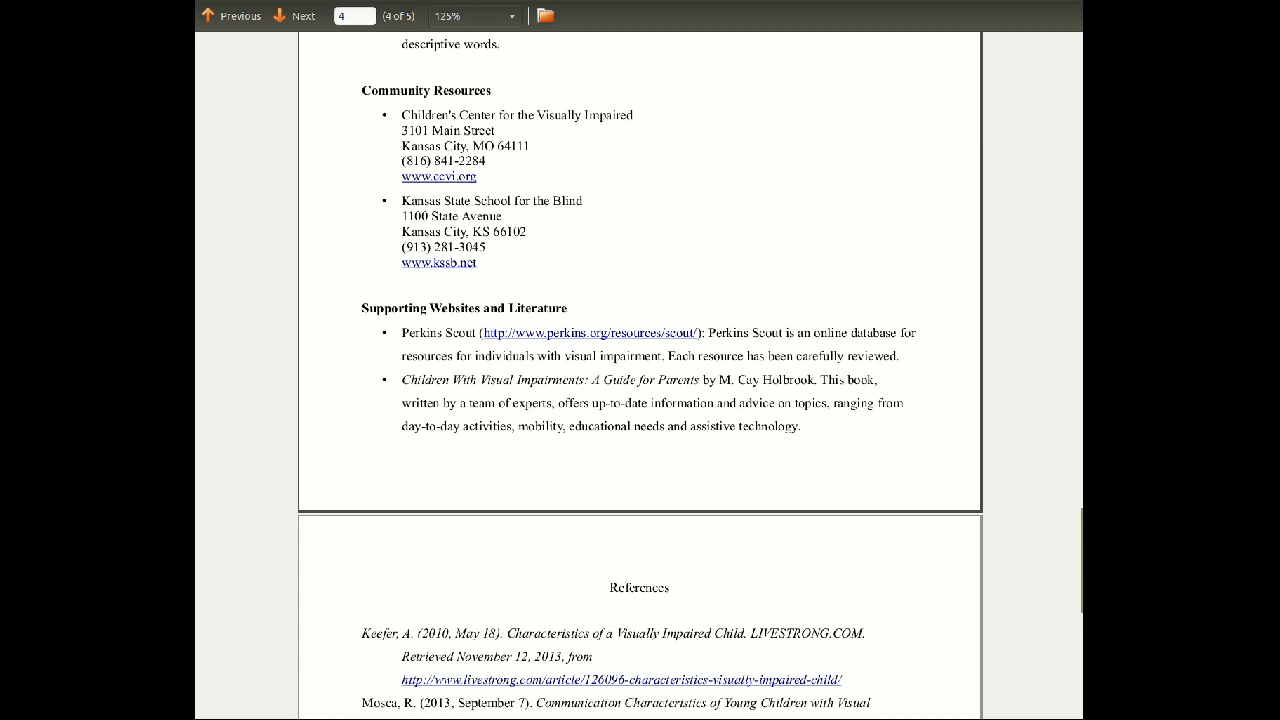 Previous Next 4 (4 of 5) 125%
descriptive words.
Community Resources
• Children's Center for the Visually Impaired
3101 Main Street
Kansas City, MO 64111
(816) 841-2284
www.ccvi.org
• Kansas State School for the Blind
1100 State Avenue
Kansas City, KS 66102
(913) 281-3045
www.kssb.net
Supporting Websites and Literature
• Perkins Scout (http://www.perkins.org/resources/scout/): Perkins Scout is an online database for
resources for individuals with visual impairment. Each resource has been carefully reviewed.
• Children With Visual Impairments: A Guide for Parents by M. Cay Holbrook. This book,
written by a team of experts, offers up-to-date information and advice on topics, ranging from
day-to-day activities, mobility, educational needs and assistive technology.
References
Keefer, A. (2010, May 18). Characteristics of a Visually Impaired Child. LIVESTRONG.COM.
Retrieved November 12, 2013, from
http://www.livestrong.com/article/126096-characteristics-visually-impaired-child/
Mosca, R. (2013, September 7). Communication Characteristics of Young Children with Visual